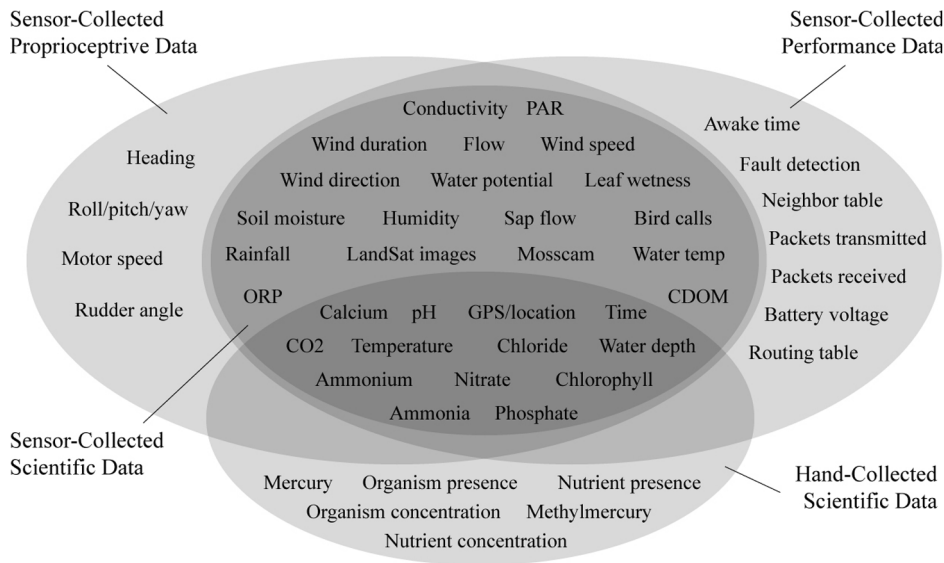 Sensor-Collected
Proprioceptive Data
Sensor-Collected
Performance Data
Conductivity PAR
Awake time
Wind duration Flow Wind speed
Heading
Fault detection
Wind direction Water potential Leaf wetness
Neighbor table
Roll/pitch/yaw
Soil moisture Humidity Sap flow Bird calls
Packets transmitted
Motor speed
Rainfall LandSat images Mosscam Water temp
Packets received
Rudder angle
ORP
CDOM
Calcium pH GPS/location Time
Battery voltage
CO2 Temperature Chloride Water depth
Routing table
Ammonium Nitrate Chlorophyll
Ammonia Phosphate
Sensor-Collected
Scientific Data
Hand-Collected
Scientific Data
Mercury Organism presence Nutrient presence
Organism concentration Methylmercury
Nutrient concentration